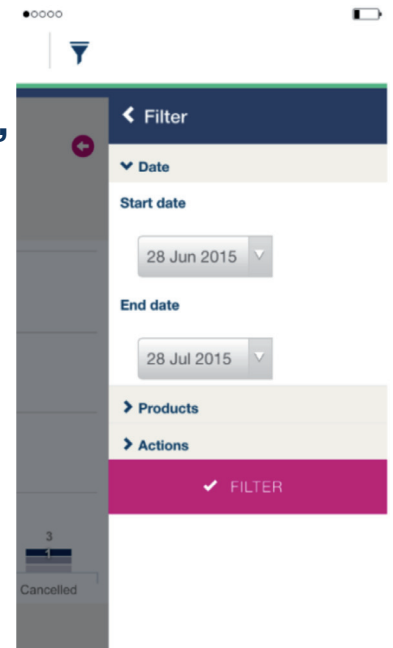 Filter
Date
Start date
28 Jun 2015
End date
28 Jul 2015
Products
Actions
FILTER
3
1
Cancelled